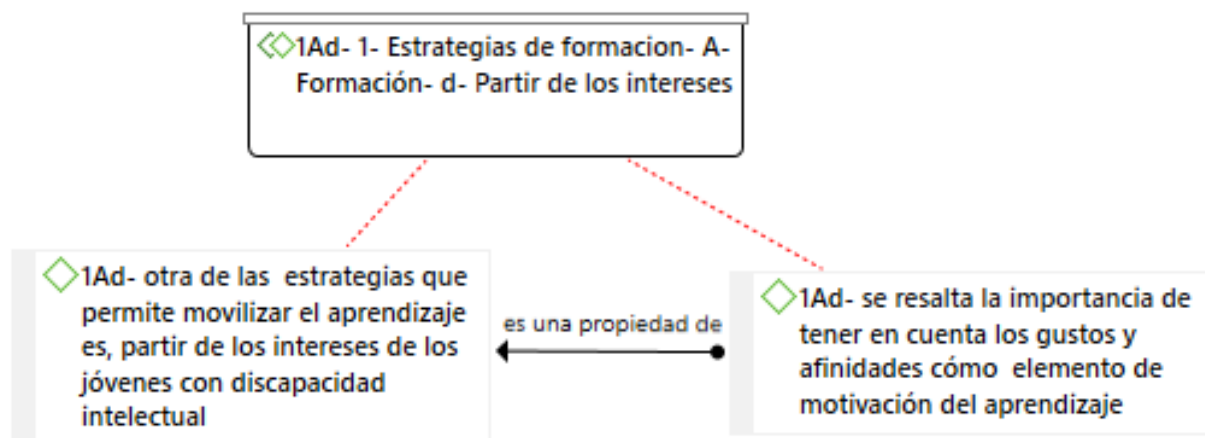 1Ad- 1- Estrategias de formacion- A-
Formación- d- Partir de los intereses
1Ad- otra de las estrategias que
permite movilizar el aprendizaje
es, partir de los intereses de los
jóvenes con discapacidad
intelectual
es una propiedad de
1Ad- se resalta la importancia de
tener en cuenta los gustos y
afinidades cómo elemento de
motivación del aprendizaje